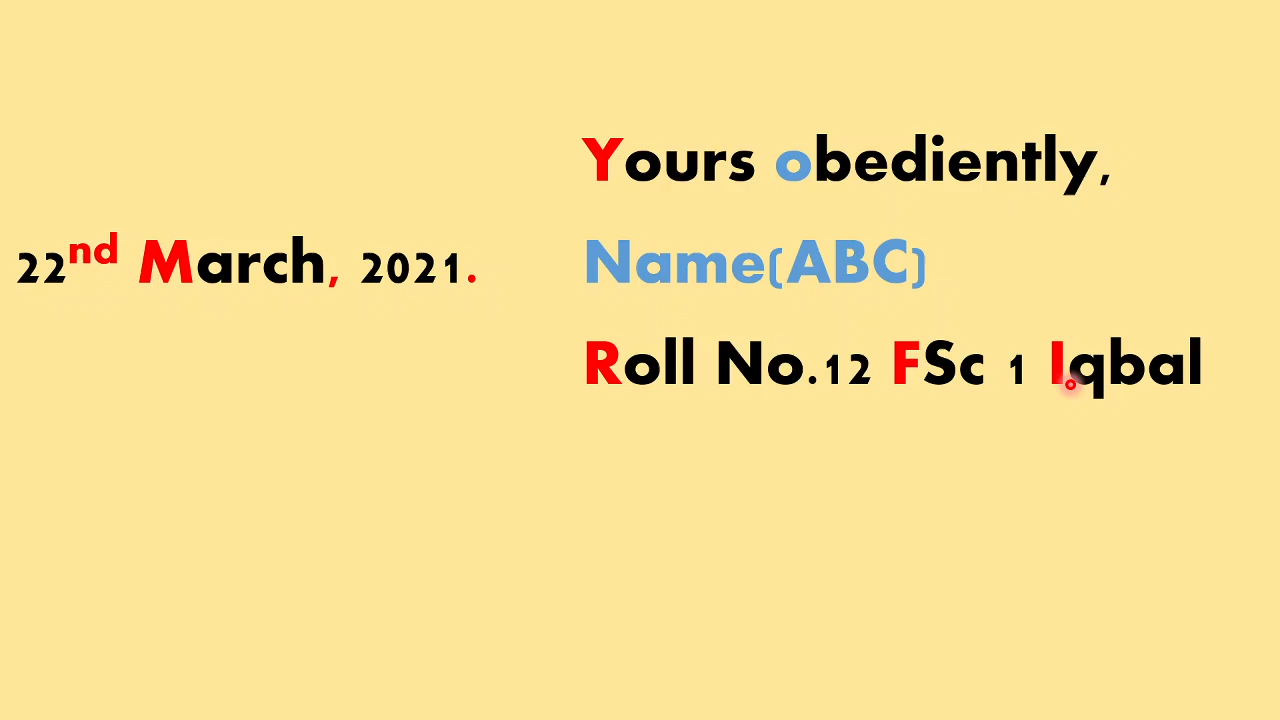 Yours obediently,
22nd March, 2021.
Name(ABC)
Roll No.12 FSc 1 Iqbal